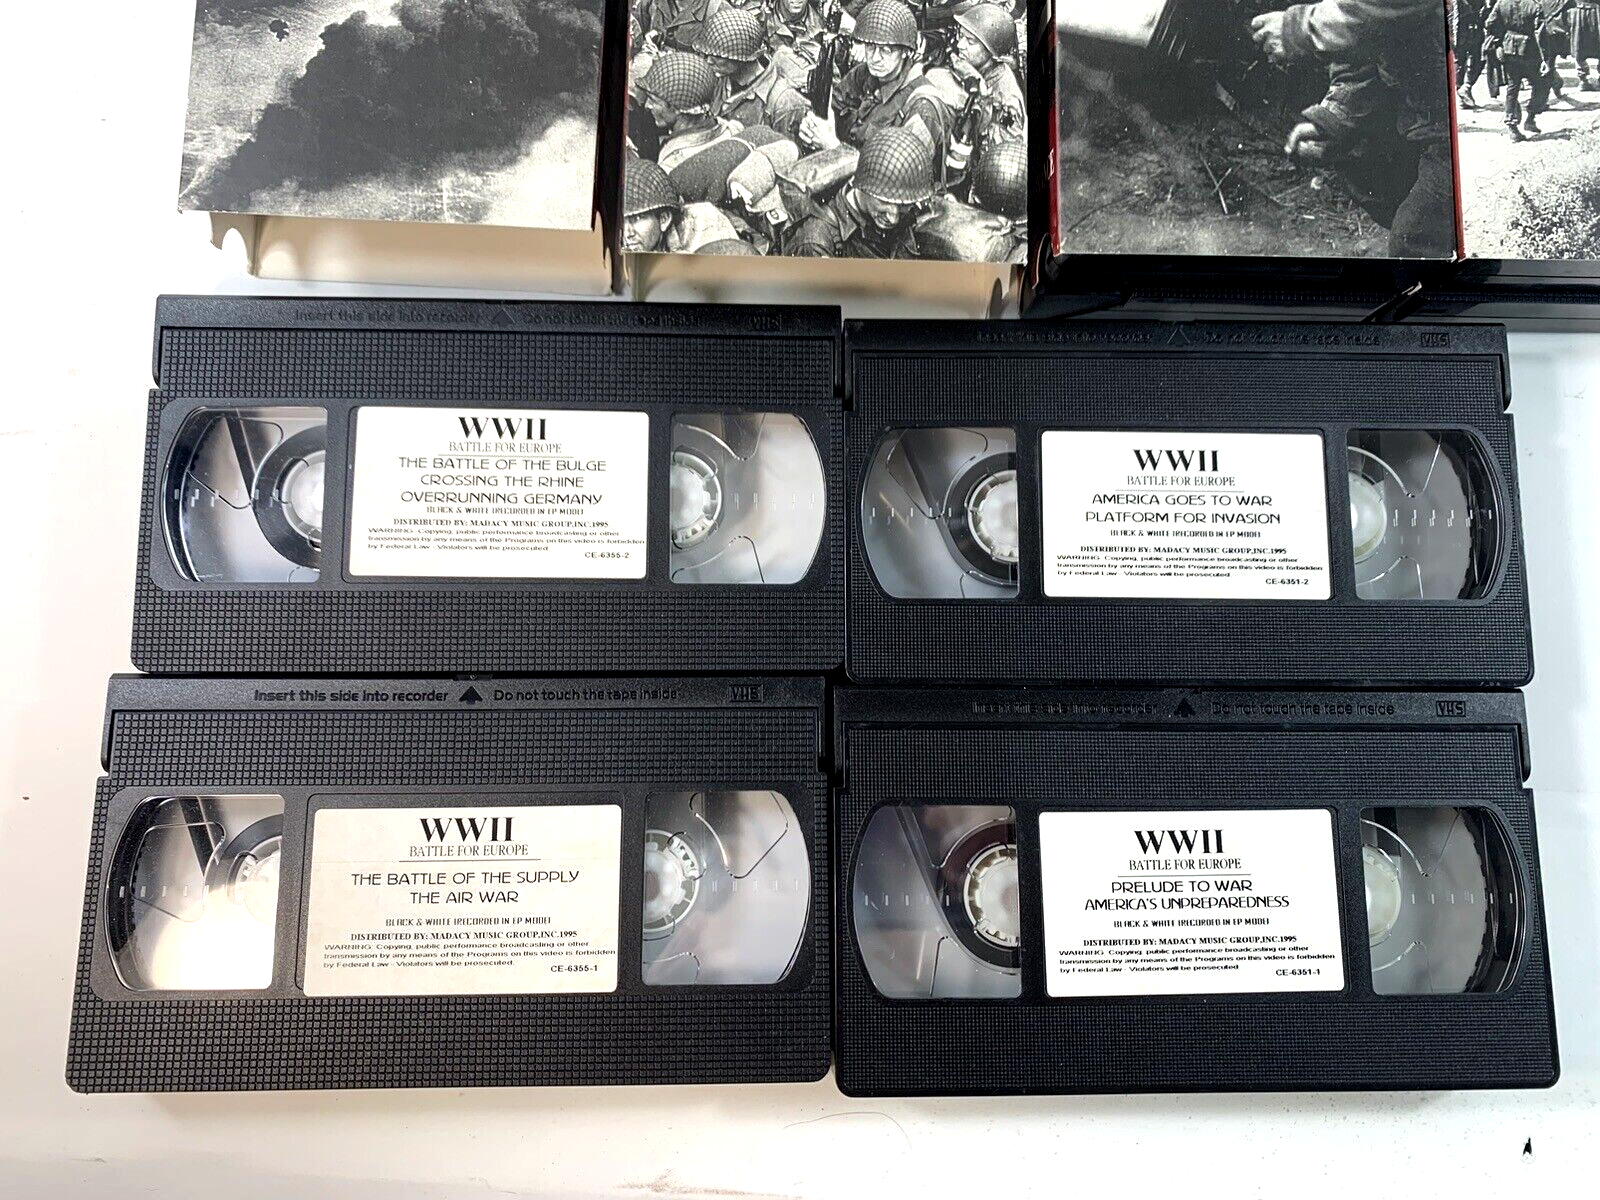 Insert this side into recorder Do not touch the tape inside VHS
WWII
BATTLE FOR EUROPE
THE BATTLE OF THE BULGE
CROSSING THE RHINE
OVERRUNNING GERMANY
BLACK & WHITE (RECORDED IN EP MODE)
DISTRIBUTED BY: MADACY MUSIC GROUP,INC.1995
WARNING: Copying, public performance broadcasting or other
transmission by any means of the Programs on this video is forbidden
by Federal Law - Violators will be prosecuted
CE-6355-2
Insert this side into recorder Do not touch the tape inside VHS
WWII
BATTLE FOR EUROPE
AMERICA GOES TO WAR
PLATFORM FOR INVASION
BLACK & WHITE (RECORDED IN EP MODE)
DISTRIBUTED BY: MADACY MUSIC GROUP,INC.1995
WARNING: Copying, public performance broadcasting or other
transmission by any means of the Programs on this video is forbidden
by Federal Law - Violators will be prosecuted
CE-6351-2
Insert this side into recorder Do not touch the tape inside VHS
WWII
BATTLE FOR EUROPE
THE BATTLE OF THE SUPPLY
THE AIR WAR
BLACK & WHITE (RECORDED IN EP MODE)
DISTRIBUTED BY: MADACY MUSIC GROUP,INC.1995
WARNING: Copying, public performance broadcasting or other
transmission by any means of the Programs on this video is forbidden
by Federal Law - Violators will be prosecuted.
CE-6355-1
Insert this side into recorder Do not touch the tape inside VHS
WWII
BATTLE FOR EUROPE
PRELUDE TO WAR
AMERICA'S UNPREPAREDNESS
BLACK & WHITE (RECORDED IN EP MODE)
DISTRIBUTED BY: MADACY MUSIC GROUP,INC.1995
WARNING: Copying, public performance broadcasting or other
transmission by any means of the Programs on this video is forbidden
by Federal Law - Violators will be prosecuted
CE-6351-1